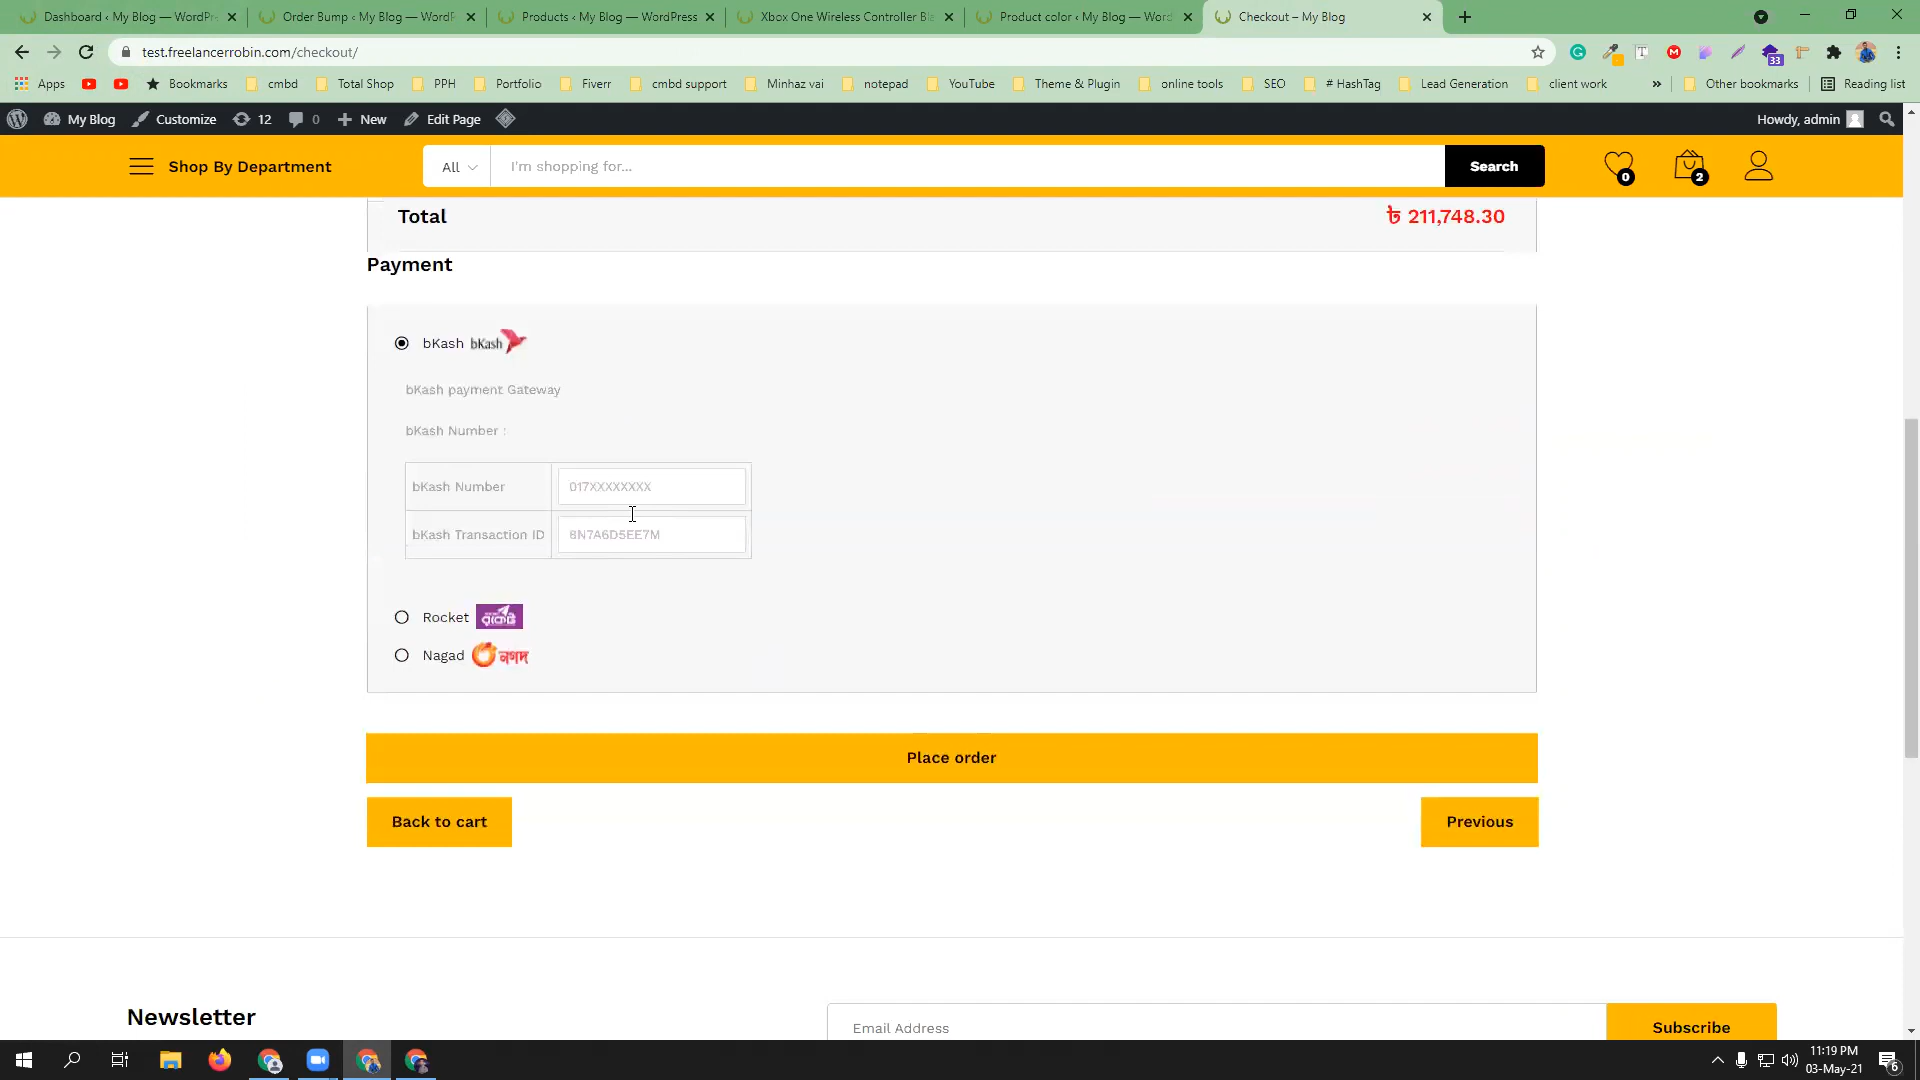 Dashboard ‹ My Blog — WordPr
Order Bump ‹ My Blog — WordP
Products ‹ My Blog — WordPress
Xbox One Wireless Controller Bla
Product color ‹ My Blog — Word
Checkout – My Blog
test.freelancerrobin.com/checkout/
33
Apps
Bookmarks
cmbd
Total Shop
PPH
Portfolio
Fiverr
cmbd support
Minhaz vai
notepad
YouTube
Theme & Plugin
online tools
SEO
# HashTag
Lead Generation
client work
»
Other bookmarks
Reading list
My Blog
Customize
12
0
New
Edit Page
Howdy, admin
Shop By Department
All
I'm shopping for...
Search
0
2
Total
৳ 211,748.30
Payment
bKash bKash
bKash payment Gateway
bKash Number :
bKash Number
017XXXXXXXX
bKash Transaction ID
8N7A6D5EE7M
Rocket রকেট
Nagad নগদ
Place order
Back to cart
Previous
Newsletter
Email Address
Subscribe
11:19 PM
03-May-21
6